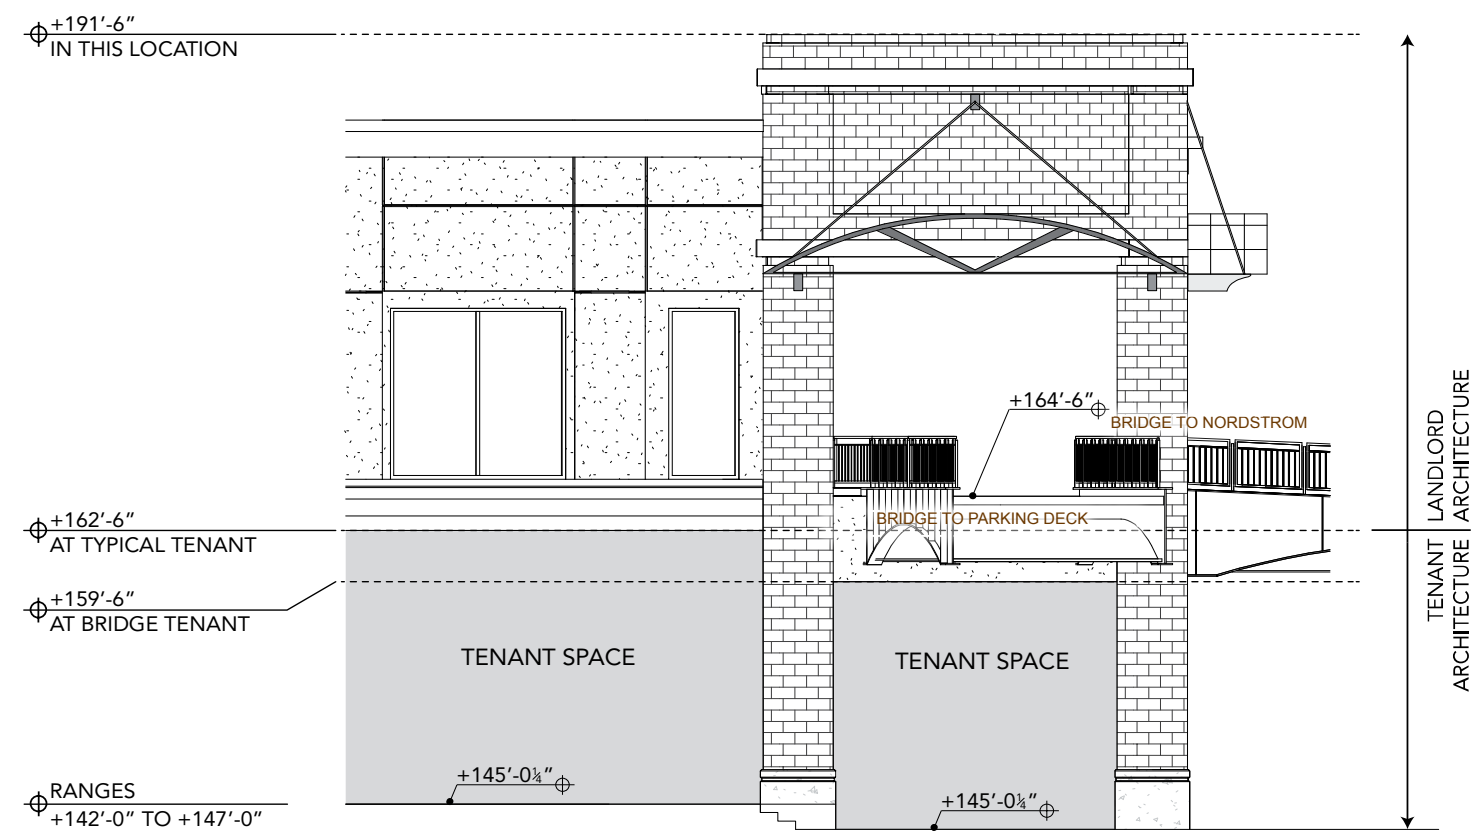 +191'-6"
IN THIS LOCATION
+164'-6"
BRIDGE TO NORDSTROM
LANDLORD
ARCHITECTURE
+162'-6"
AT TYPICAL TENANT
BRIDGE TO PARKING DECK
TENANT
ARCHITECTURE
+159'-6"
AT BRIDGE TENANT
TENANT SPACE
TENANT SPACE
+145'-0¼"
RANGES
+142'-0" TO +147'-0"
+145'-0¼"